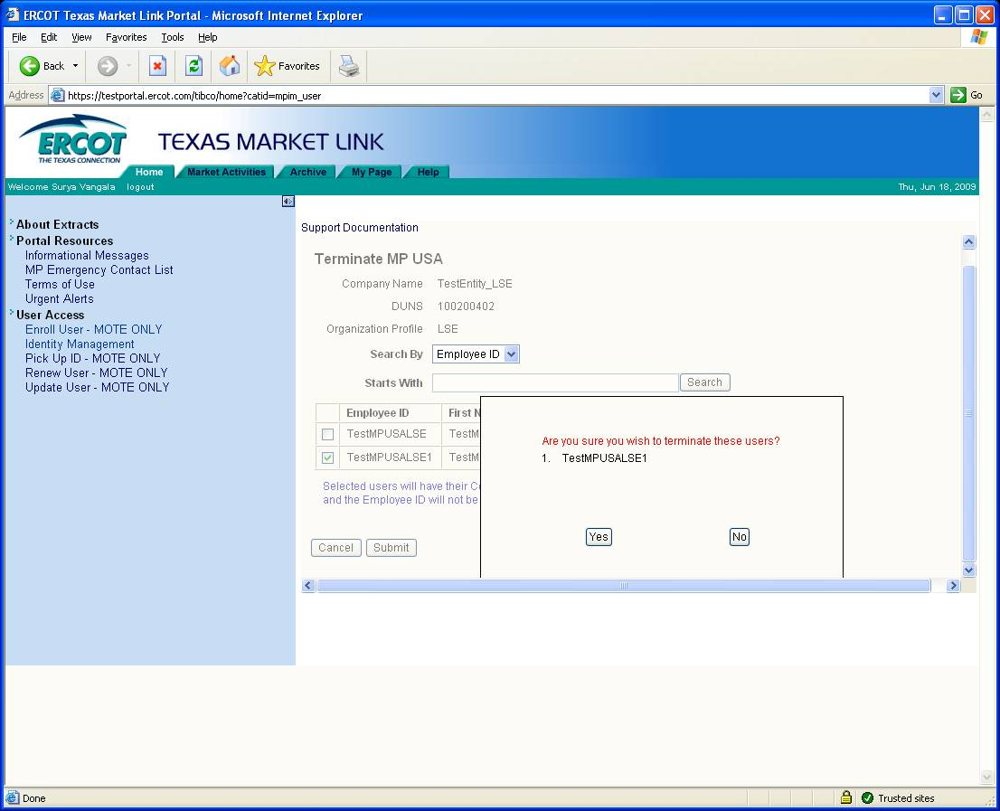 ERCOT Texas Market Link Portal - Microsoft Internet Explorer
File Edit View Favorites Tools Help
Back Favorites
Address https://testportal.ercot.com/tibco/home?catid=mpim_user Go
ERCOT
THE TEXAS CONNECTION
TEXAS MARKET LINK
Home Market Activities Archive My Page Help
Welcome Surya Vangala logout Thu, Jun 18, 2009
About Extracts
Portal Resources
Informational Messages
MP Emergency Contact List
Terms of Use
Urgent Alerts
User Access
Enroll User - MOTE ONLY
Identity Management
Pick Up ID - MOTE ONLY
Renew User - MOTE ONLY
Update User - MOTE ONLY
Support Documentation
Terminate MP USA
Company Name TestEntity_LSE
DUNS 100200402
Organization Profile LSE
Search By Employee ID
Starts With Search
Employee ID First N
TestMPUSALSE TestM
TestMPUSALSE1 TestM
Selected users will have their C
and the Employee ID will not be
Cancel Submit
Are you sure you wish to terminate these users?
1. TestMPUSALSE1
Yes No
Done Trusted sites